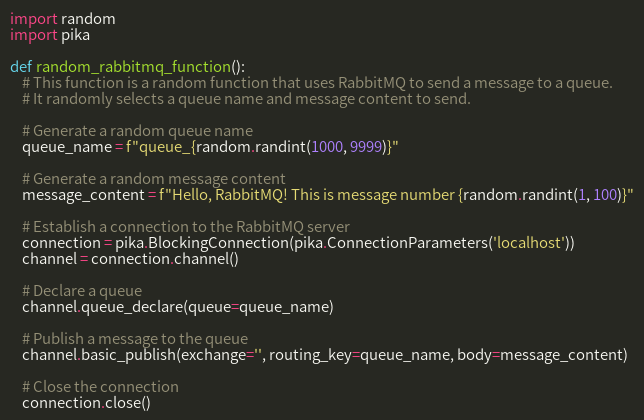 import random
import pika

def random_rabbitmq_function():
    # This function is a random function that uses RabbitMQ to send a message to a queue.
    # It randomly selects a queue name and message content to send.

    # Generate a random queue name
    queue_name = f"queue_{random.randint(1000, 9999)}"

    # Generate a random message content
    message_content = f"Hello, RabbitMQ! This is message number {random.randint(1, 100)}"

    # Establish a connection to the RabbitMQ server
    connection = pika.BlockingConnection(pika.ConnectionParameters('localhost'))
    channel = connection.channel()

    # Declare a queue
    channel.queue_declare(queue=queue_name)

    # Publish a message to the queue
    channel.basic_publish(exchange='', routing_key=queue_name, body=message_content)

    # Close the connection
    connection.close()